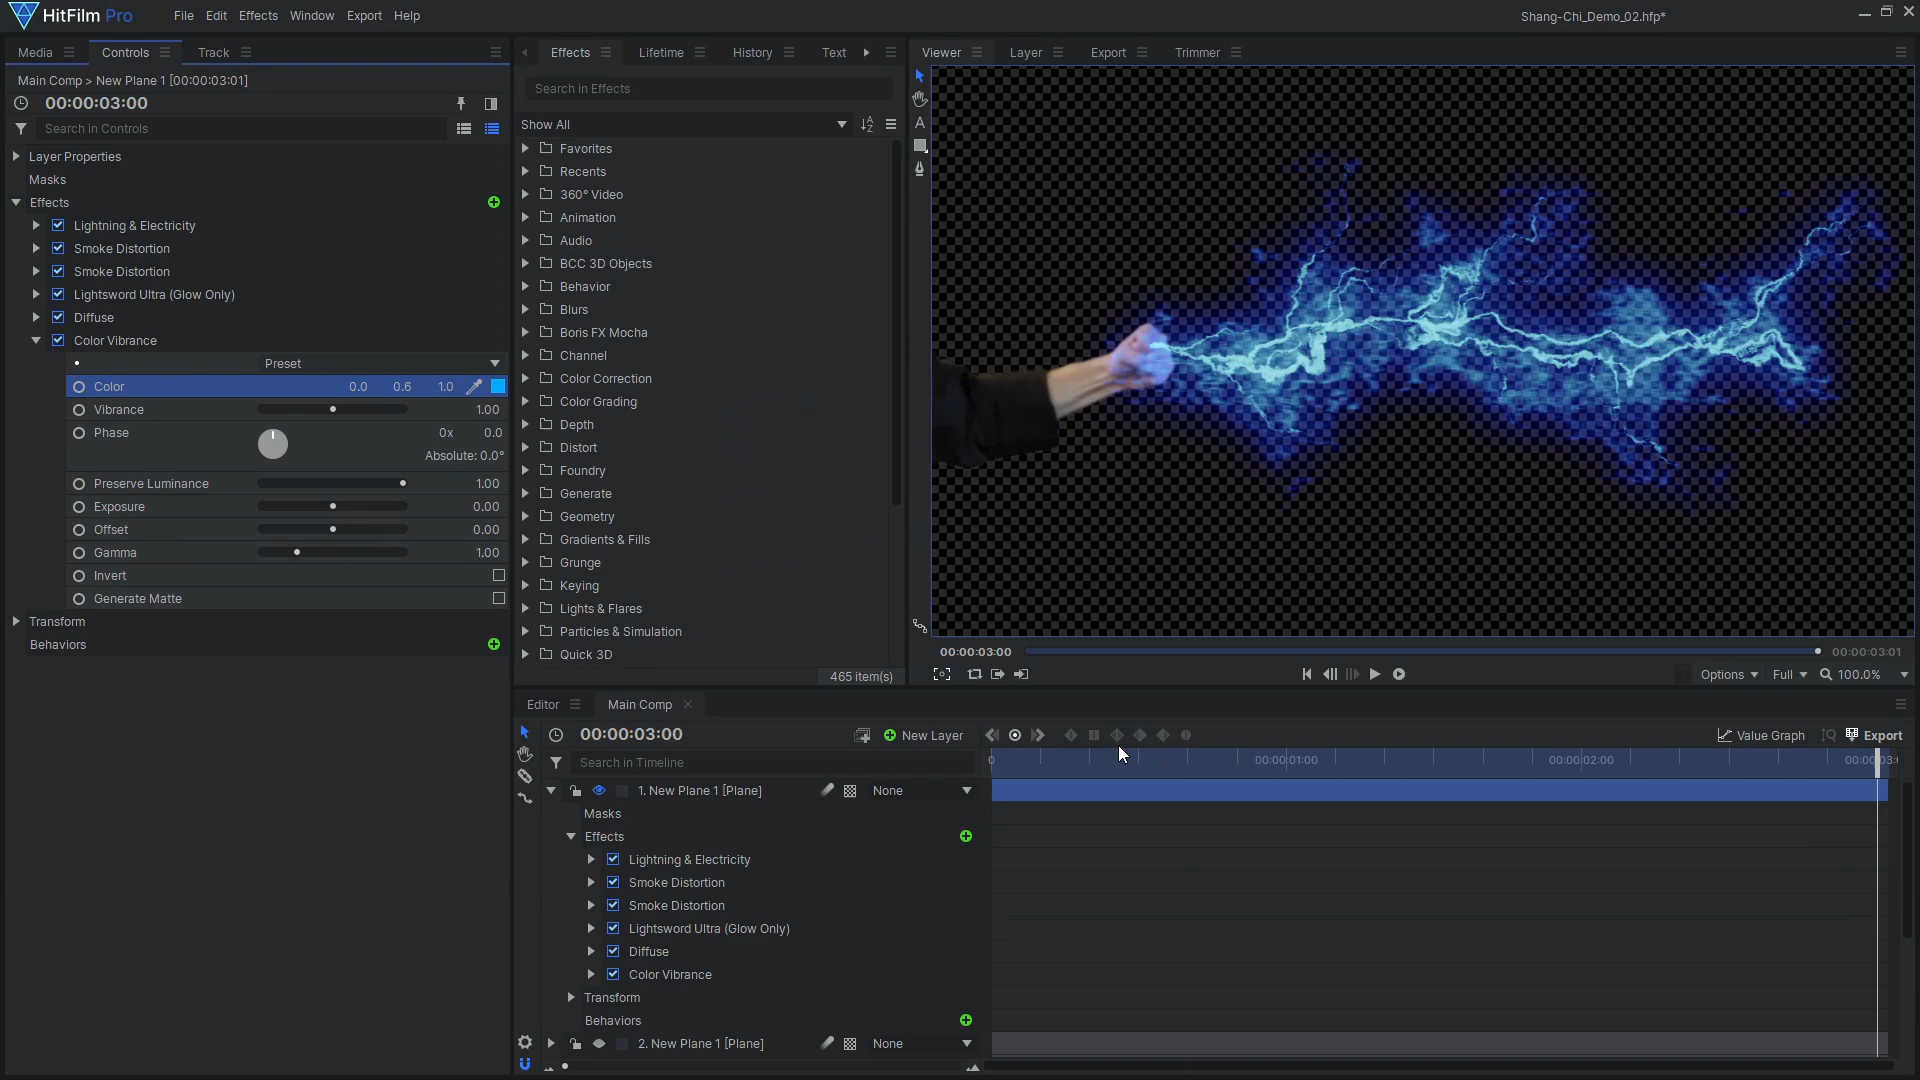 HitFilm Pro
File Edit Effects Window Export Help
Shang-Chi_Demo_02.hfp*
Media Controls Track
Main Comp > New Plane 1 [00:00:03:01]
00:00:03:00
Search in Controls
Layer Properties
Masks
Effects
Lightning & Electricity
Smoke Distortion
Smoke Distortion
Lightsword Ultra (Glow Only)
Diffuse
Color Vibrance
Preset
Color 0.0 0.6 1.0
Vibrance 1.00
Phase 0x 0.0
Absolute: 0.0°
Preserve Luminance 1.00
Exposure 0.00
Offset 0.00
Gamma 1.00
Invert
Generate Matte
Transform
Behaviors
Effects Lifetime History Text
Search in Effects
Show All
Favorites
Recents
360° Video
Animation
Audio
BCC 3D Objects
Behavior
Blurs
Boris FX Mocha
Channel
Color Correction
Color Grading
Depth
Distort
Foundry
Generate
Geometry
Gradients & Fills
Grunge
Keying
Lights & Flares
Particles & Simulation
Quick 3D
465 item(s)
Viewer Layer Export Trimmer
A
00:00:03:00 00:00:03:01
Options Full 100.0%
Editor Main Comp
00:00:03:00 New Layer Value Graph Export
Search in Timeline
0 00:00:01:00 00:00:02:00
1. New Plane 1 [Plane] None
Masks
Effects
Lightning & Electricity
Smoke Distortion
Smoke Distortion
Lightsword Ultra (Glow Only)
Diffuse
Color Vibrance
Transform
Behaviors
2. New Plane 1 [Plane] None